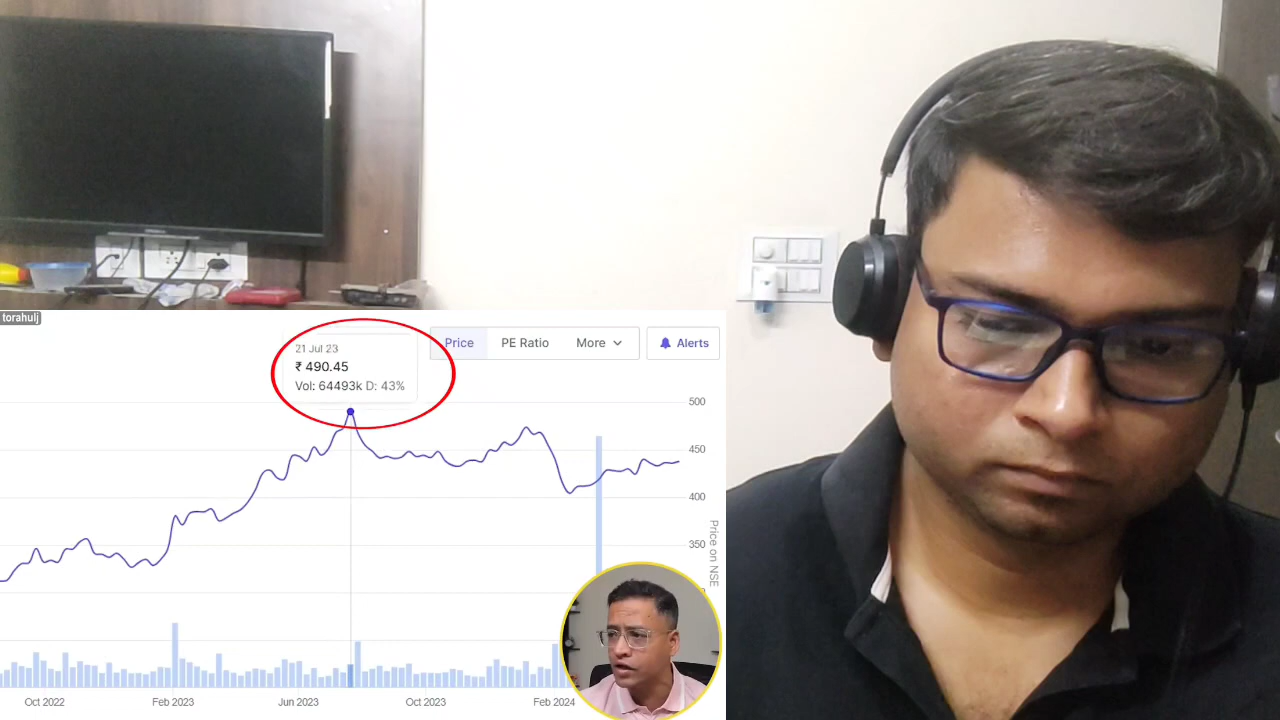 torahulj
21 Jul 23
₹ 490.45
Vol: 64493k D: 43%
Price PE Ratio More
Alerts
500
450
400
350
Price on NSE
Oct 2022 Feb 2023 Jun 2023 Oct 2023 Feb 2024